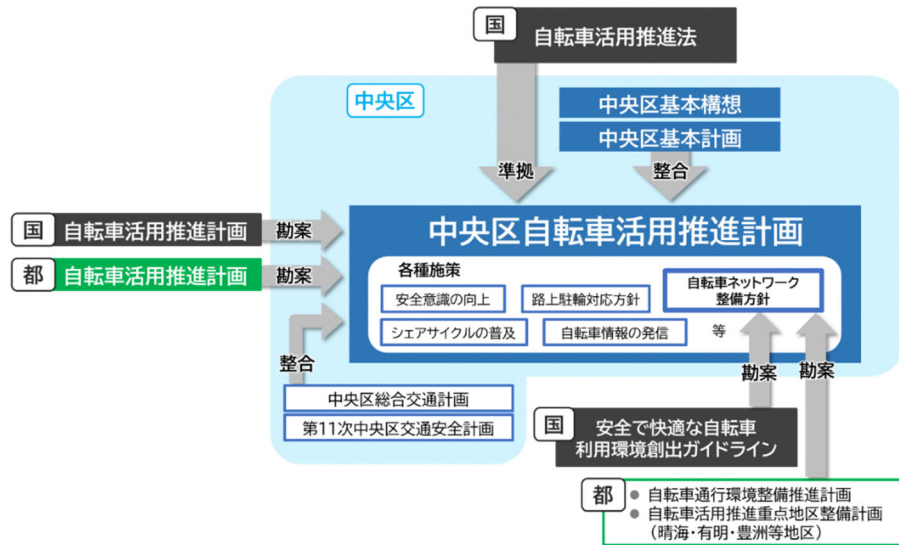 国 自転車活用推進法
中央区
中央区基本構想
中央区基本計画
準拠
整合
国 自転車活用推進計画 勘案
都 自転車活用推進計画 勘案
中央区自転車活用推進計画
各種施策
安全意識の向上
路上駐輪対応方針
自転車ネットワーク
整備方針
シェアサイクルの普及
自転車情報の発信
等
整合
勘案
勘案
中央区総合交通計画
第11次中央区交通安全計画
国 安全で快適な自転車
利用環境創出ガイドライン
都
● 自転車通行環境整備推進計画
● 自転車活用推進重点地区整備計画
(晴海・有明・豊洲等地区)